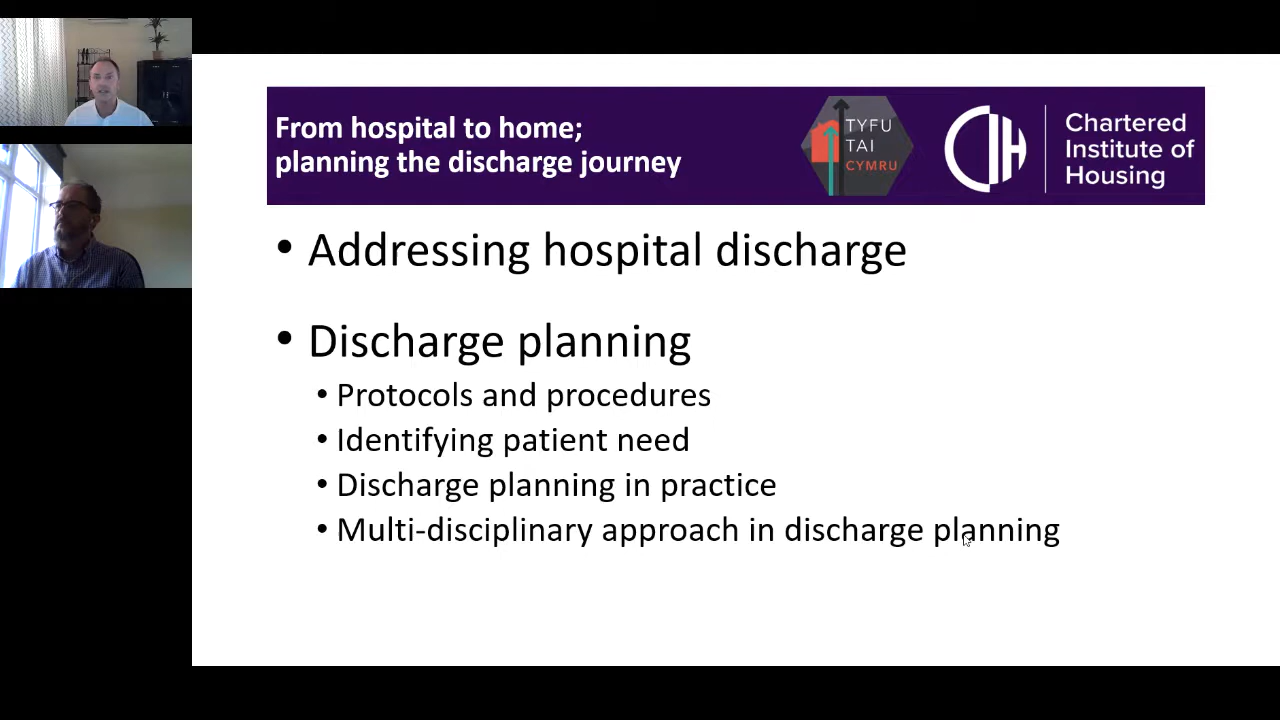 From hospital to home;
planning the discharge journey
TYFU
TAI
CYMRU
CIH
Chartered
Institute of
Housing
• Addressing hospital discharge
• Discharge planning
• Protocols and procedures
• Identifying patient need
• Discharge planning in practice
• Multi-disciplinary approach in discharge planning